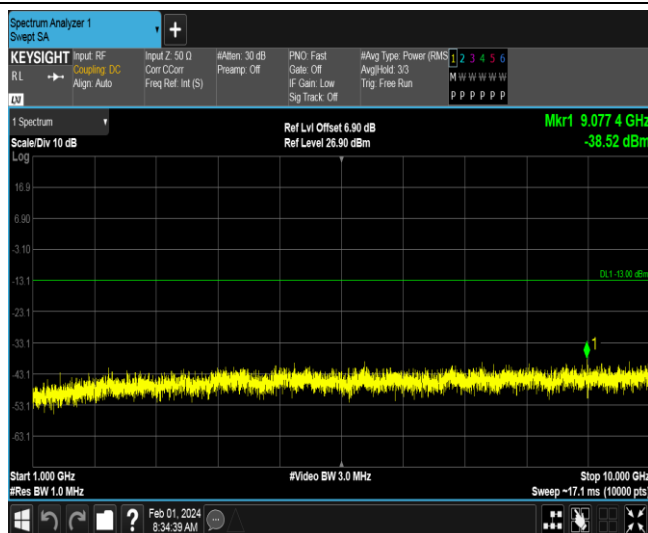 Spectrum Analyzer 1
Swept SA
+
KEYSIGHT
RL
LXI
Input: RF
Coupling: DC
Align: Auto
Input Z: 50 Ω
Corr CCorr
Freq Ref: Int (S)
#Atten: 30 dB
Preamp: Off
PNO: Fast
Gate: Off
IF Gain: Low
Sig Track: Off
#Avg Type: Power (RMS
Avg|Hold: 3/3
Trig: Free Run
1 2 3 4 5 6
M W W W W W
P P P P P P
1 Spectrum
Scale/Div 10 dB
Log
Ref Lvl Offset 6.90 dB
Ref Level 26.90 dBm
Mkr1 9.077 4 GHz
-38.52 dBm
16.9
6.90
-3.10
-13.1
DL1 -13.00 dBm
-23.1
-33.1
1
-43.1
-53.1
-63.1
Start 1.000 GHz
#Res BW 1.0 MHz
#Video BW 3.0 MHz
Stop 10.000 GHz
Sweep ~17.1 ms (10000 pts)
?
Feb 01, 2024
8:34:39 AM